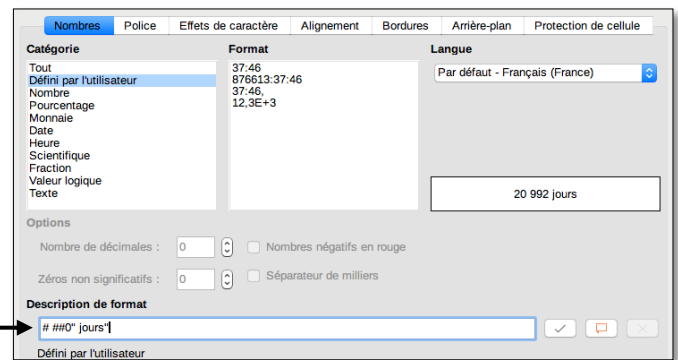 Nombres Police Effets de caractère Alignement Bordures Arrière-plan Protection de cellule
Catégorie Format Langue
Tout
Défini par l'utilisateur
Nombre
Pourcentage
Monnaie
Date
Heure
Scientifique
Fraction
Valeur logique
Texte
37:46
876613:37:46
37:46,
12,3E+3
Par défaut - Français (France)
20 992 jours
Options
Nombre de décimales : 0 Nombres négatifs en rouge
Zéros non significatifs : 0 Séparateur de milliers
Description de format
# ##0" jours"
Défini par l'utilisateur